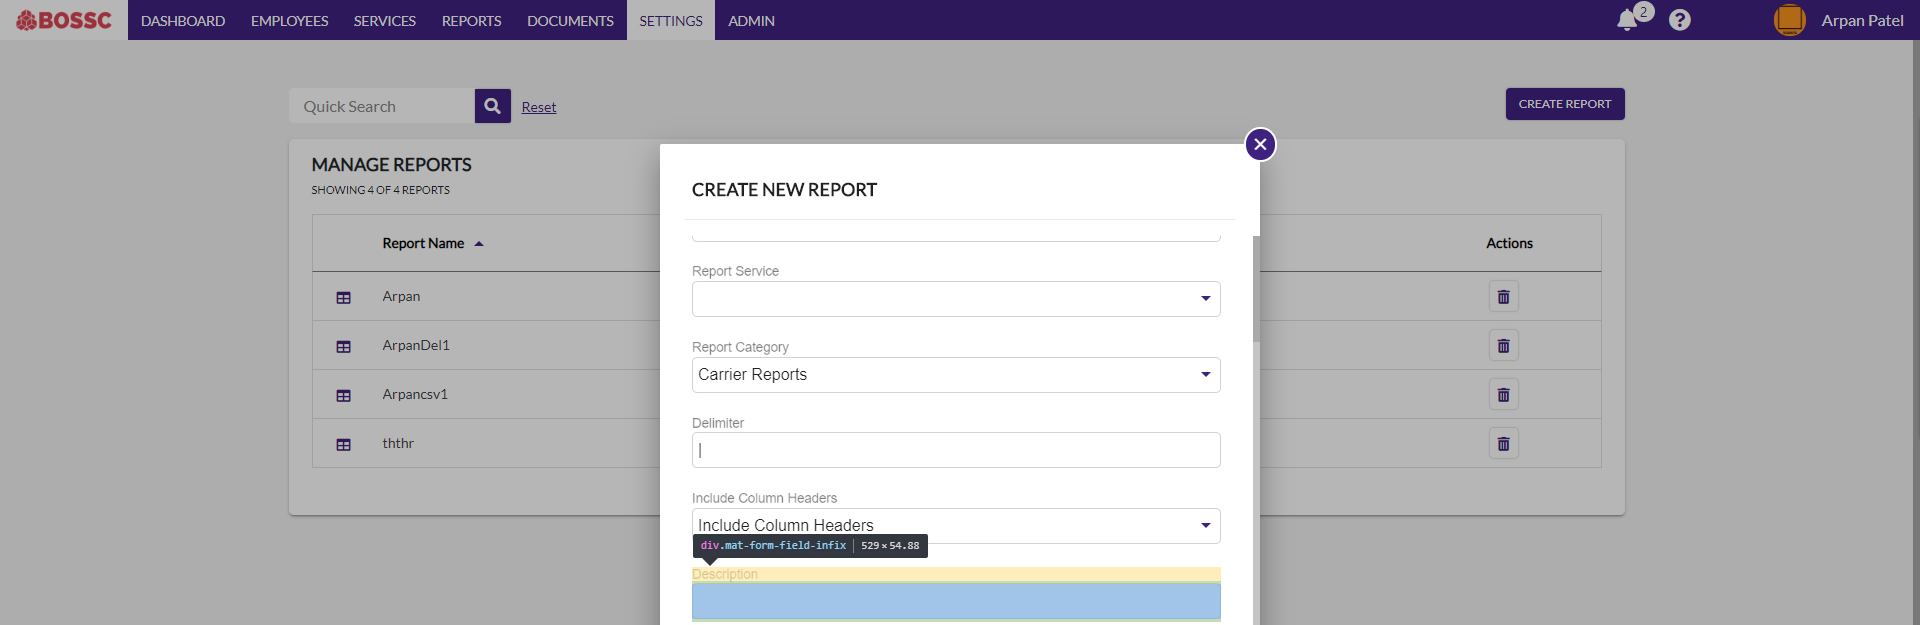 BOSSC DASHBOARD EMPLOYEES SERVICES REPORTS DOCUMENTS SETTINGS ADMIN 2 ? Arpan Patel
Quick Search Reset CREATE REPORT
MANAGE REPORTS
SHOWING 4 OF 4 REPORTS
Report Name Actions
Arpan
ArpanDel1
Arpancsv1
ththr
CREATE NEW REPORT
Report Service
Report Category
Carrier Reports
Delimiter
|
Include Column Headers
Include Column Headers
div.mat-form-field-infix | 529 × 54.88
Description